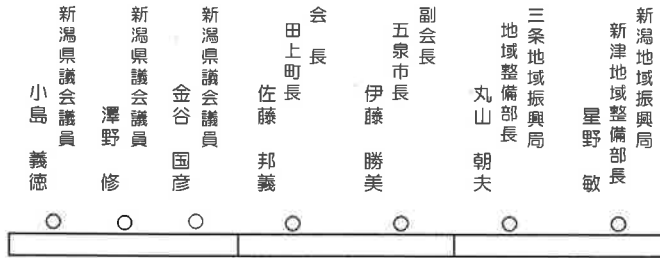 新潟地域振興局
新津地域整備部長
星野 敏
三条地域振興局
地域整備部長
丸山 朝夫
副会長
五泉市長
伊藤 勝美
会 長
田上町長
佐藤 邦義
新潟県議会議員
金谷 国彦
新潟県議会議員
澤野 修
新潟県議会議員
小島 義徳